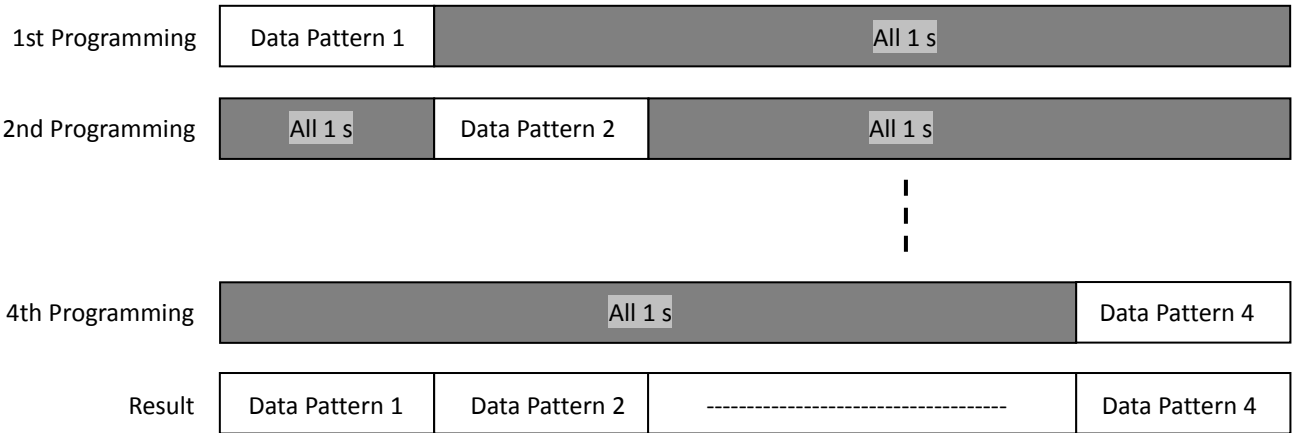 1st Programming Data Pattern 1 All 1 s
2nd Programming All 1 s Data Pattern 2 All 1 s
4th Programming All 1 s Data Pattern 4
Result Data Pattern 1 Data Pattern 2 -------------------------------------- Data Pattern 4